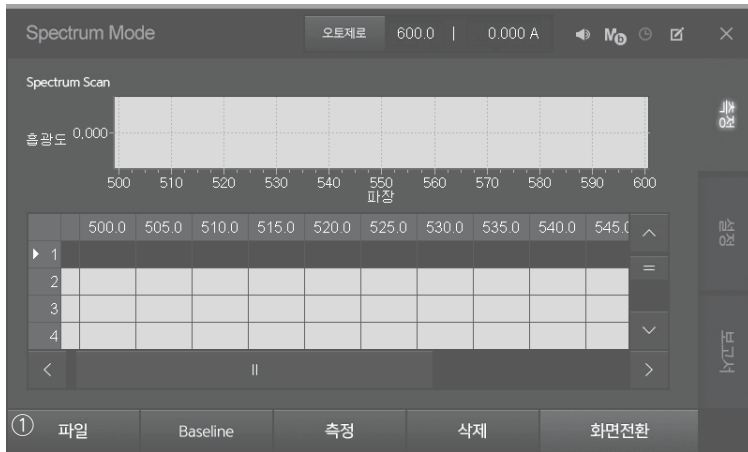 Spectrum Mode 오토제로 600.0 | 0.000 A Mb
Spectrum Scan
흡광도 0.000
500 510 520 530 540 550 560 570 580 590 600
파장
500.0 505.0 510.0 515.0 520.0 525.0 530.0 535.0 540.0 545.0
1
2
3
4
① 파일 Baseline 측정 삭제 화면전환
측정
설정
보고서